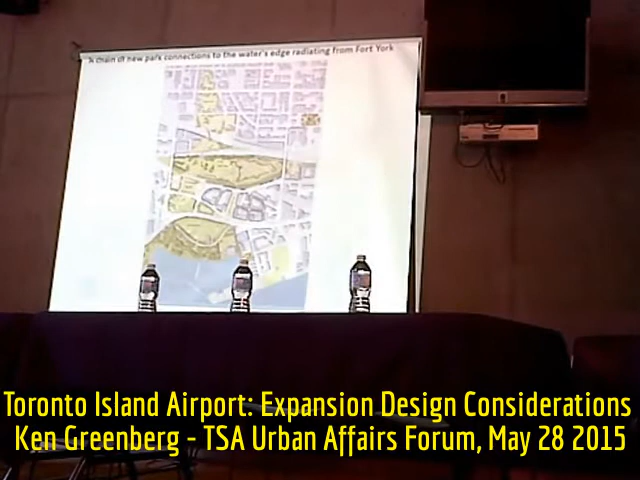 A chain of new park connections to the water's edge radiating from Fort York
Toronto Island Airport: Expansion Design Considerations
Ken Greenberg - TSA Urban Affairs Forum, May 28 2015